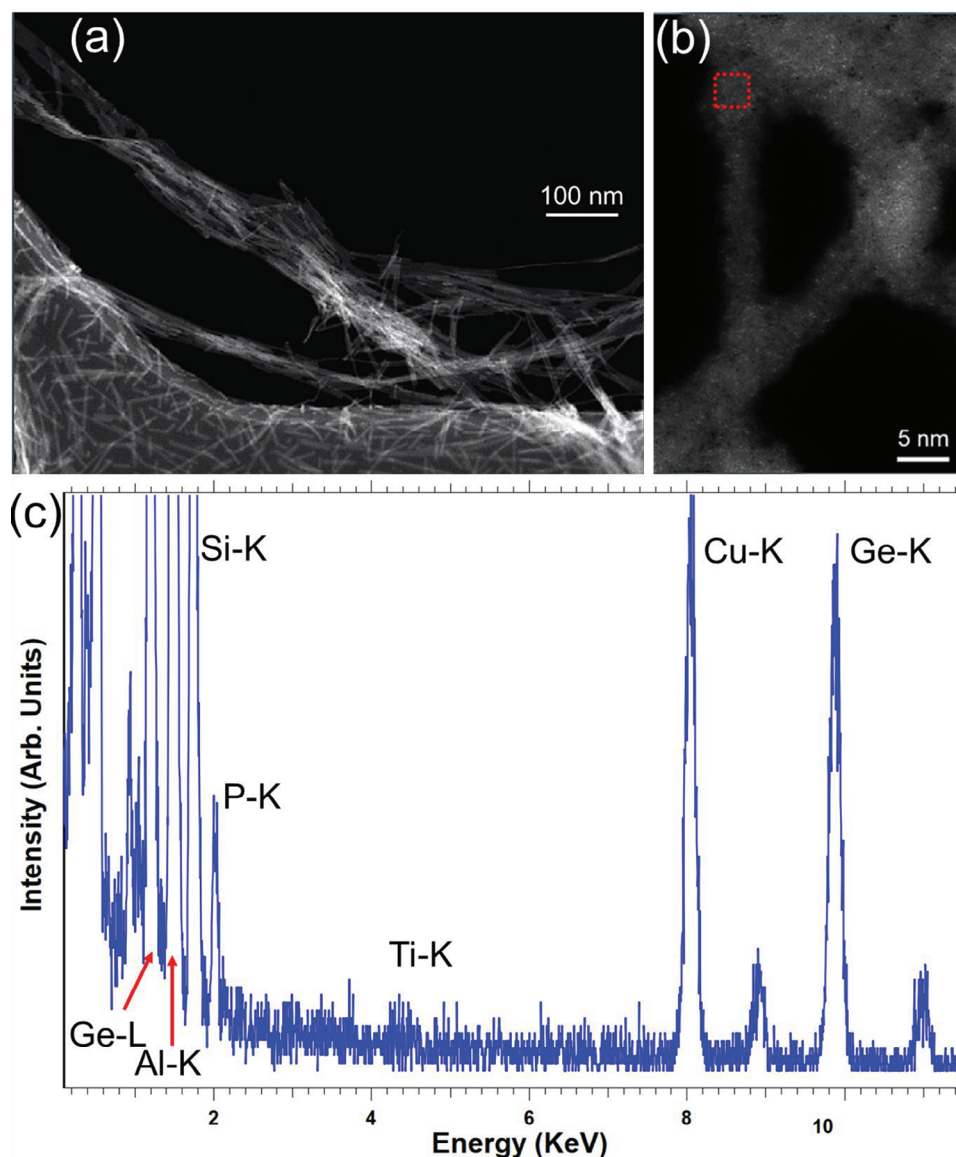 (a)
100 nm
(b)
5 nm
(c)
Intensity (Arb. Units)
Si-K
Cu-K
Ge-K
P-K
Ti-K
Ge-L
Al-K
2
4
6
8
10
Energy (KeV)